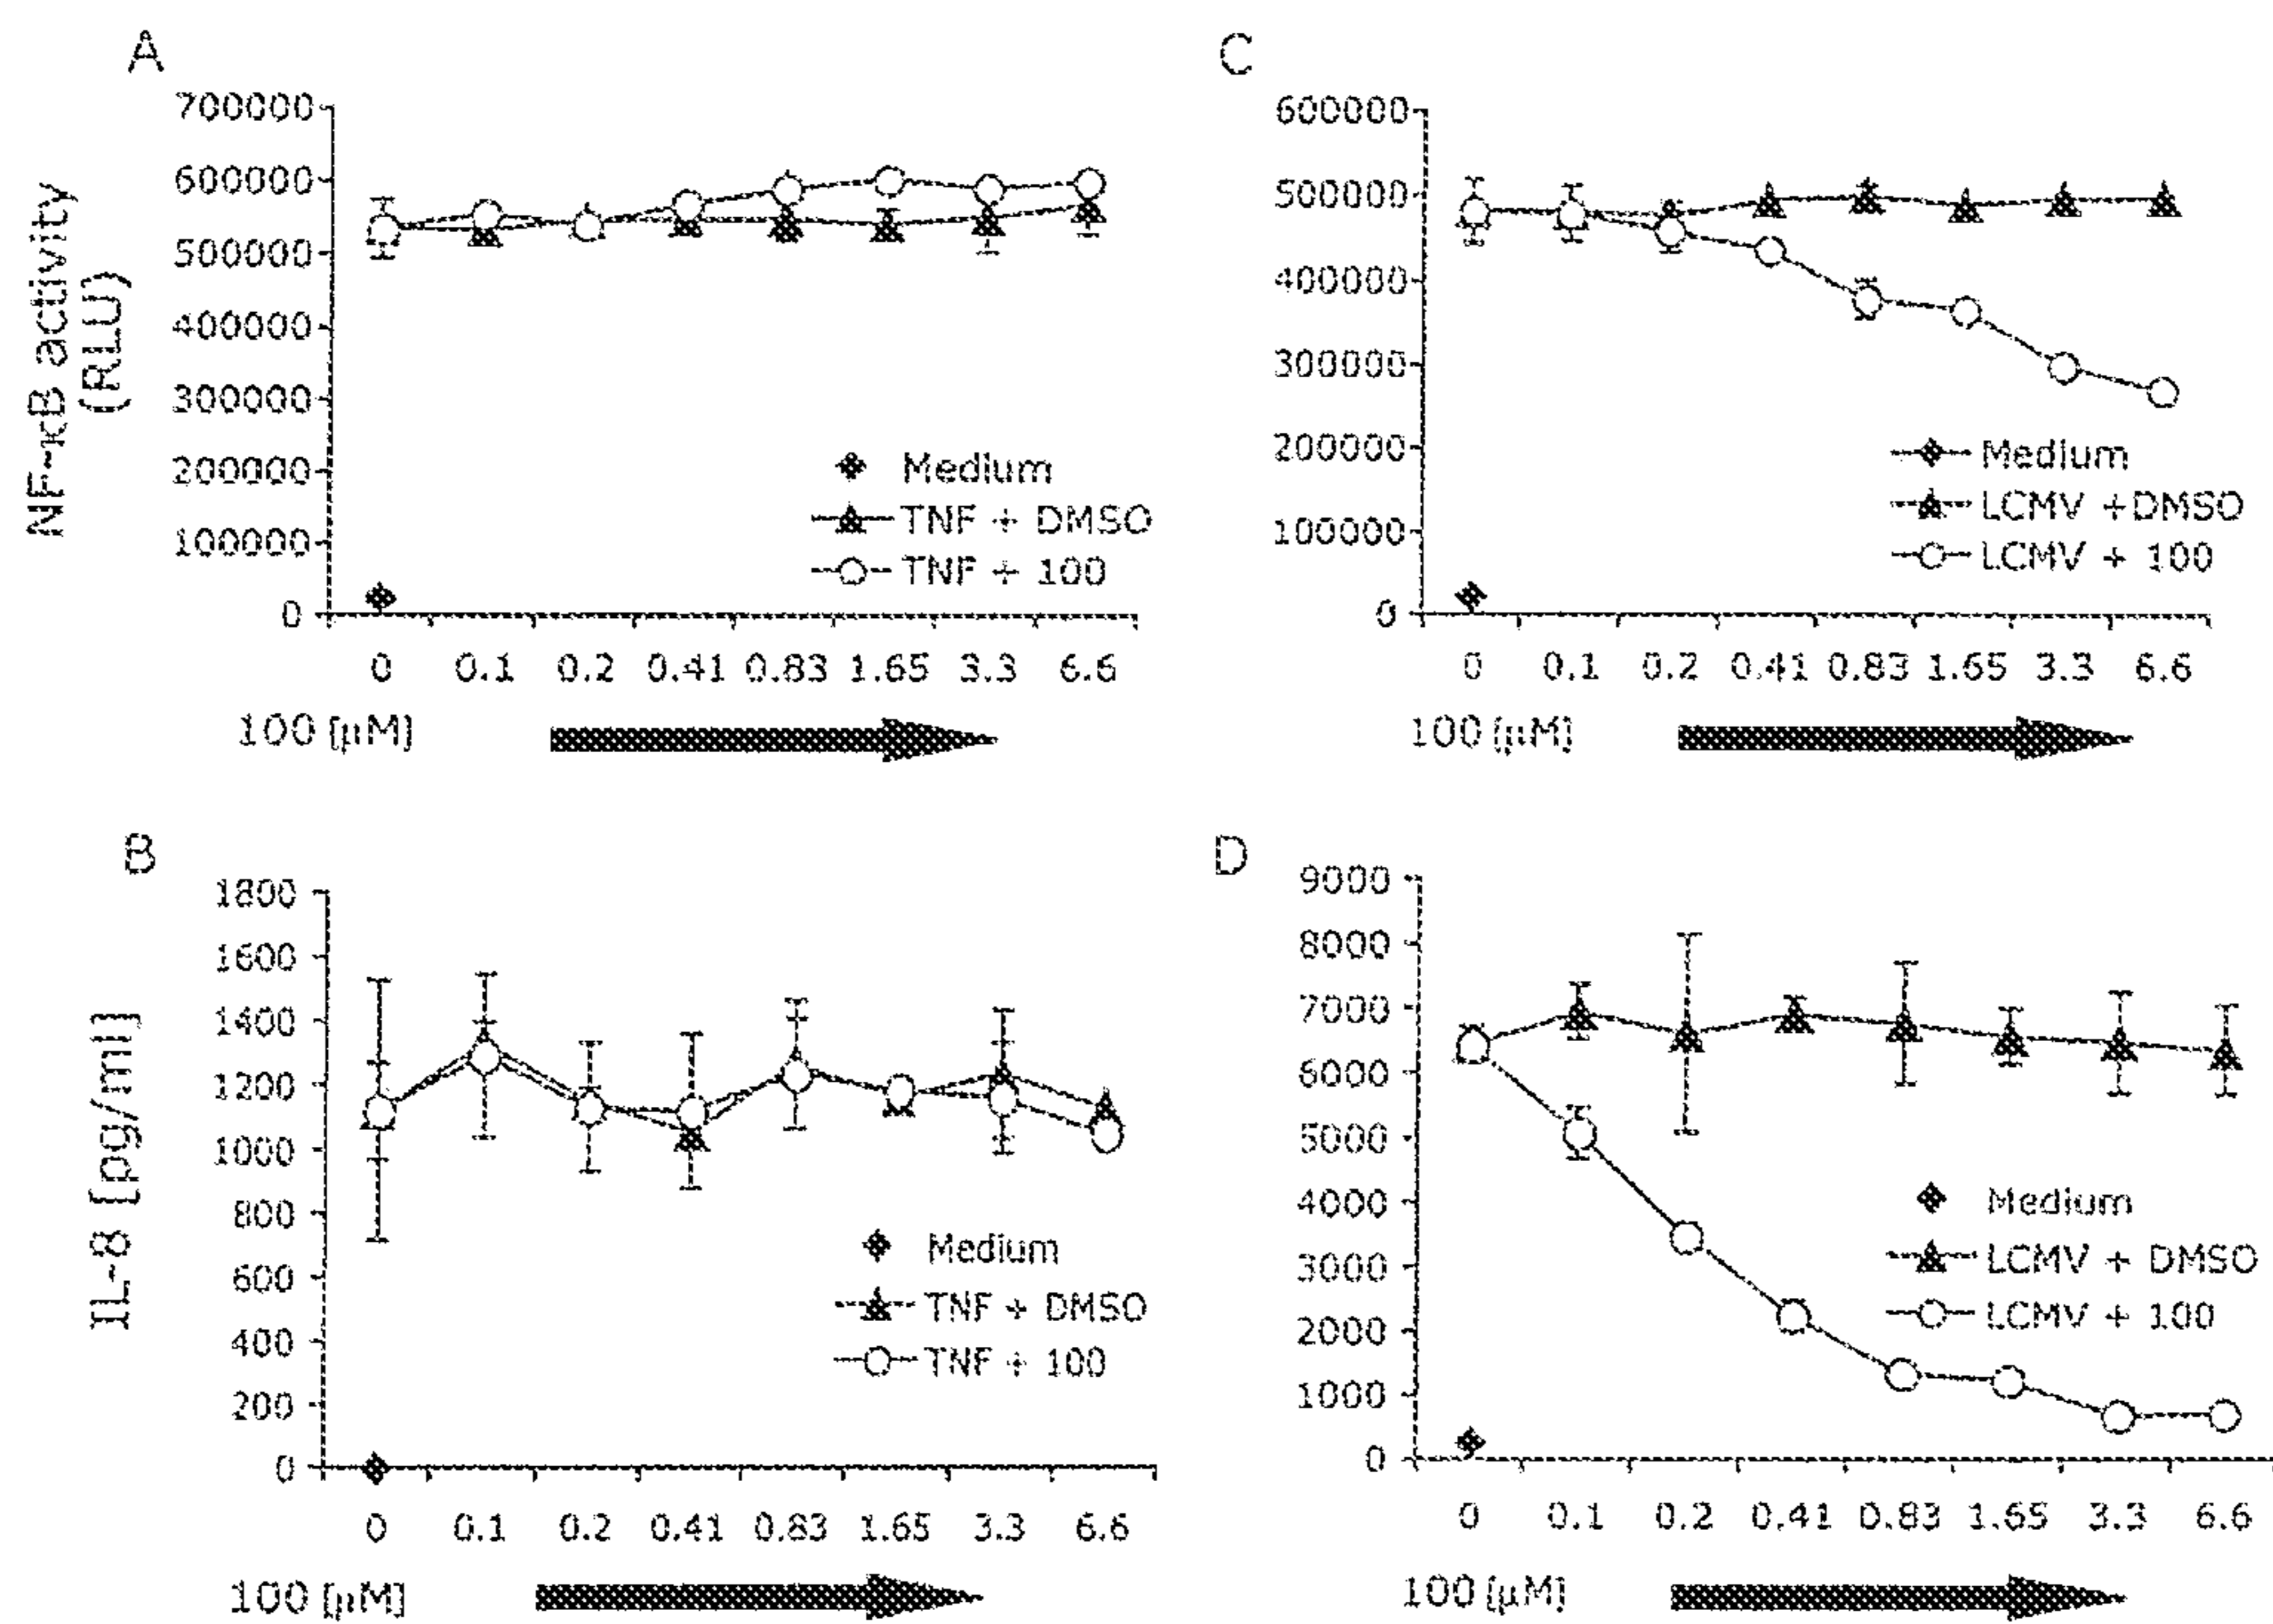 A
NF-κB activity
(RLU)
700000
600000
500000
400000
300000
200000
100000
0
Medium
TNF + DMSO
TNF + 100
0 0.1 0.2 0.41 0.83 1.65 3.3 6.6
100 [μM]
C
600000
500000
400000
300000
200000
100000
0
Medium
LCMV +DMSO
LCMV + 100
0 0.1 0.2 0.41 0.83 1.65 3.3 6.6
100 [μM]
B
IL-8 [pg/ml]
1800
1600
1400
1200
1000
800
600
400
200
0
Medium
TNF + DMSO
TNF + 100
0 0.1 0.2 0.41 0.83 1.65 3.3 6.6
100 [μM]
D
9000
8000
7000
6000
5000
4000
3000
2000
1000
0
Medium
LCMV + DMSO
LCMV + 100
0 0.1 0.2 0.41 0.83 1.65 3.3 6.6
100 [μM]